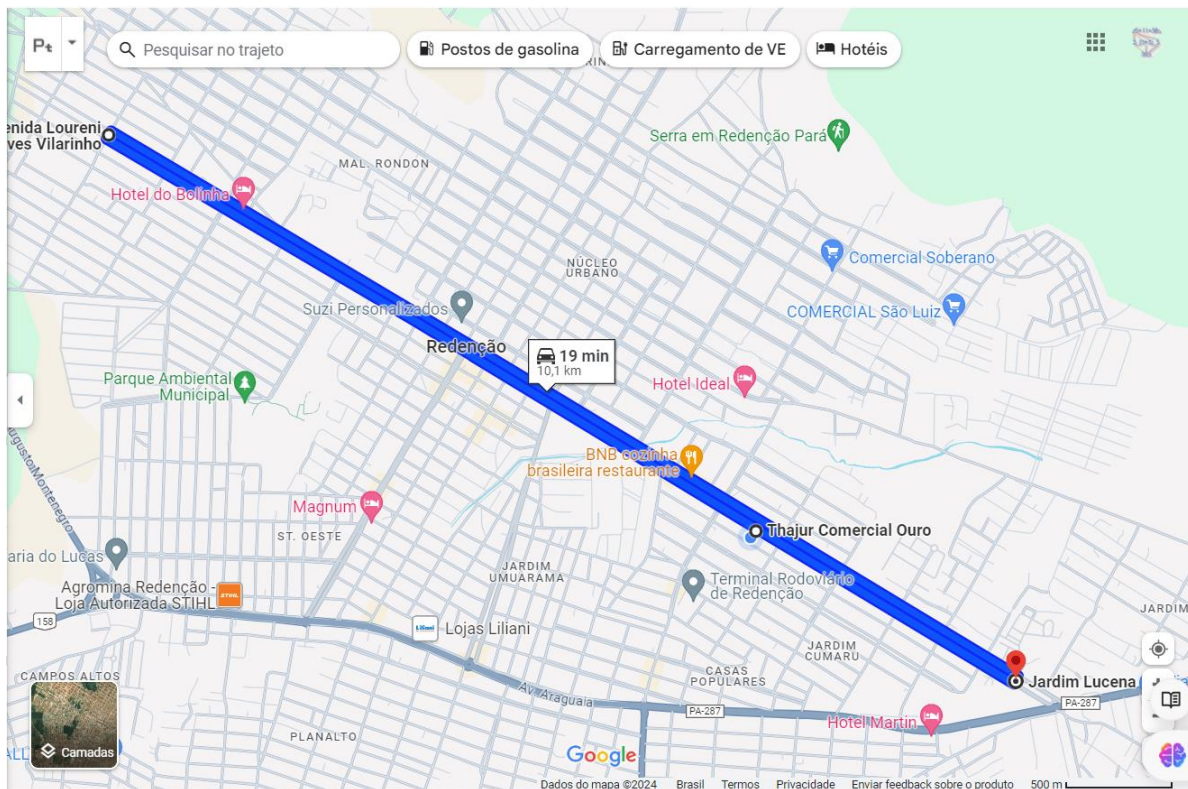 Pt
Pesquisar no trajeto
Postos de gasolina
Carregamento de VE
Hotéis
enida Loureni
ves Vilarinho
Serra em Redenção Pará
MAL. RONDON
Hotel do Bolinha
Comercial Soberano
NÚCLEO
URBANO
Suzi Personalizados
COMERCIAL São Luiz
Redenção
19 min
10,1 km
Parque Ambiental
Municipal
Hotel Ideal
Augusto Montenegro
BNB cozinha
brasileira restaurante
Magnum
ST. OESTE
Thajur Comercial Ouro
aria do Lucas
JARDIM
UMUARAMA
Agromina Redenção -
Loja Autorizada STIHL
STIHL
Terminal Rodoviário
de Redenção
158
Liliani
Lojas Liliani
JARDIM
JARDIM
CUMARU
CASAS
POPULARES
CAMPOS ALTOS
Jardim Lucena
Av. Araguaia
PA-287
PA-287
Hotel Martin
PLANALTO
Camadas
Google
Dados do mapa ©2024 Brasil Termos Privacidade Enviar feedback sobre o produto 500 m